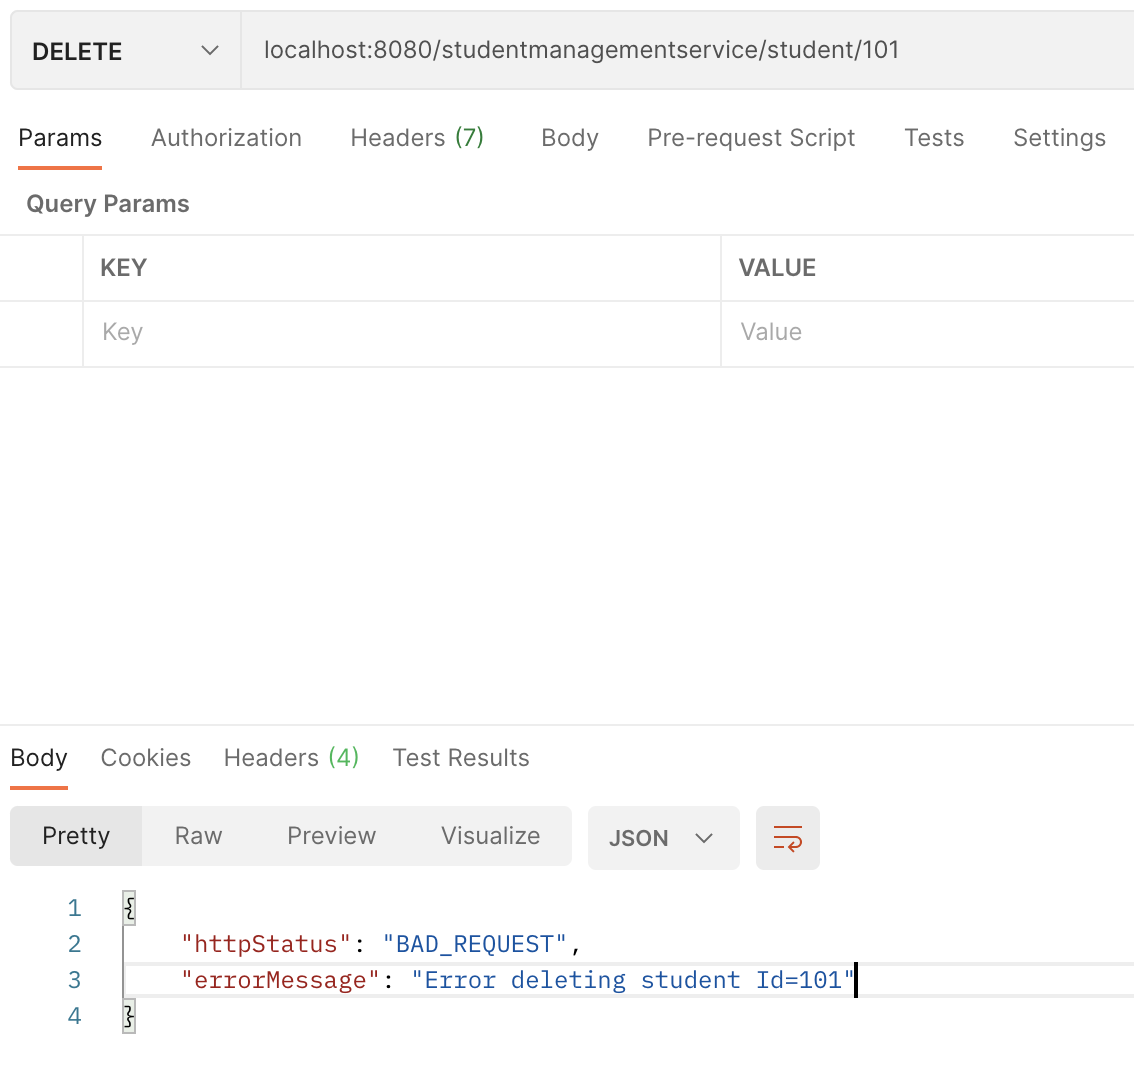 DELETE localhost:8080/studentmanagementservice/student/101
Params Authorization Headers (7) Body Pre-request Script Tests Settings
Query Params
KEY VALUE
Key Value
Body Cookies Headers (4) Test Results
Pretty Raw Preview Visualize JSON
1 {
2 "httpStatus": "BAD_REQUEST",
3 "errorMessage": "Error deleting student Id=101"
4 }